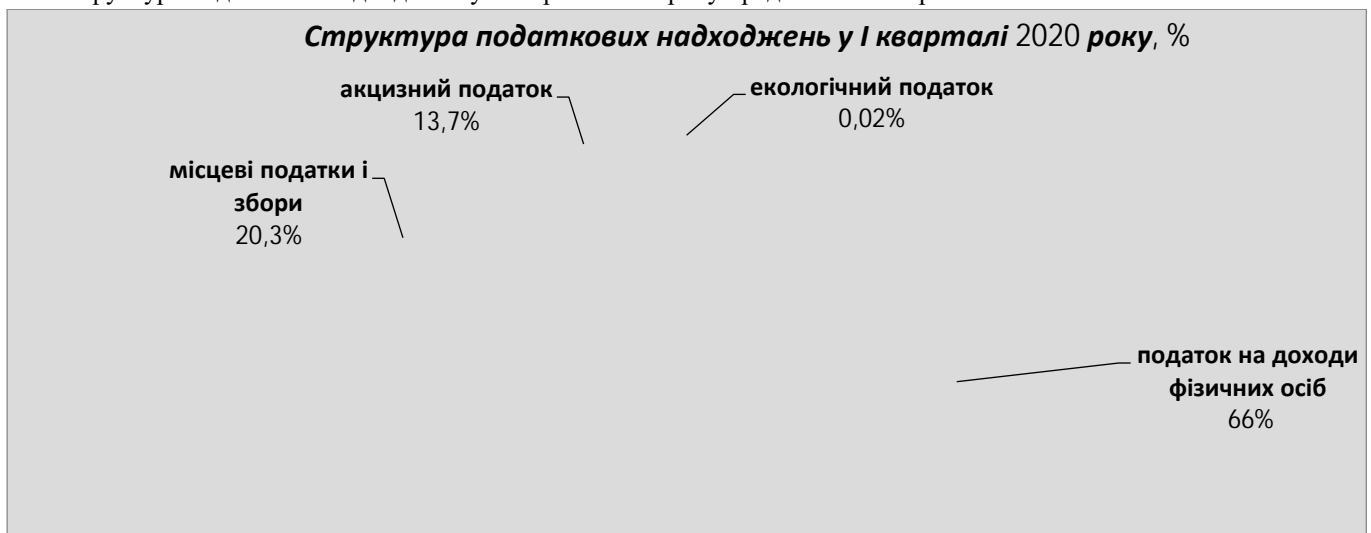 Структура податкових надходжень у І кварталі 2020 року, %
акцизний податок
13,7%
екологічний податок
0,02%
місцеві податки і
збори
20,3%
податок на доходи
фізичних осіб
66%